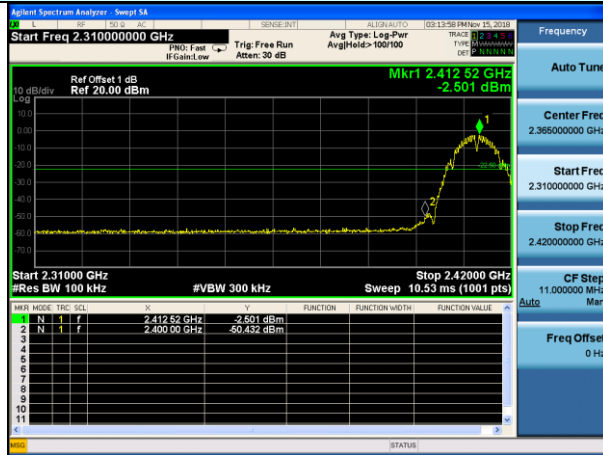 Agilent Spectrum Analyzer - Swept SA
L RF 50 Ω AC SENSE:INT ALIGN AUTO 03:13:58 PM Nov 15, 2018
Start Freq 2.310000000 GHz
PNO: Fast
IFGain:Low
Trig: Free Run
Atten: 30 dB
Avg Type: Log-Pwr
Avg|Hold>100/100
TRACE 1 2 3 4 5 6
TYPE M
DET P N N N N N
Frequency
Auto Tune
Center Freq
2.365000000 GHz
Start Freq
2.310000000 GHz
Stop Freq
2.420000000 GHz
CF Step
11.000000 MHz
Auto Man
Freq Offset
0 Hz
Mkr1 2.412 52 GHz
-2.501 dBm
Ref Offset 1 dB
10 dB/div Ref 20.00 dBm
Log
10.0
0.00
-10.0
-20.0
-30.0
-40.0
-50.0
-60.0
-70.0
1
2
-22.50
Start 2.31000 GHz Stop 2.42000 GHz
#Res BW 100 kHz #VBW 300 kHz Sweep 10.53 ms (1001 pts)
MKR MODE TRC SCL X Y FUNCTION FUNCTION WIDTH FUNCTION VALUE
1 N 1 f 2.412 52 GHz -2.501 dBm
2 N 1 f 2.400 00 GHz -50.432 dBm
3
4
5
6
7
8
9
10
11
MSG STATUS